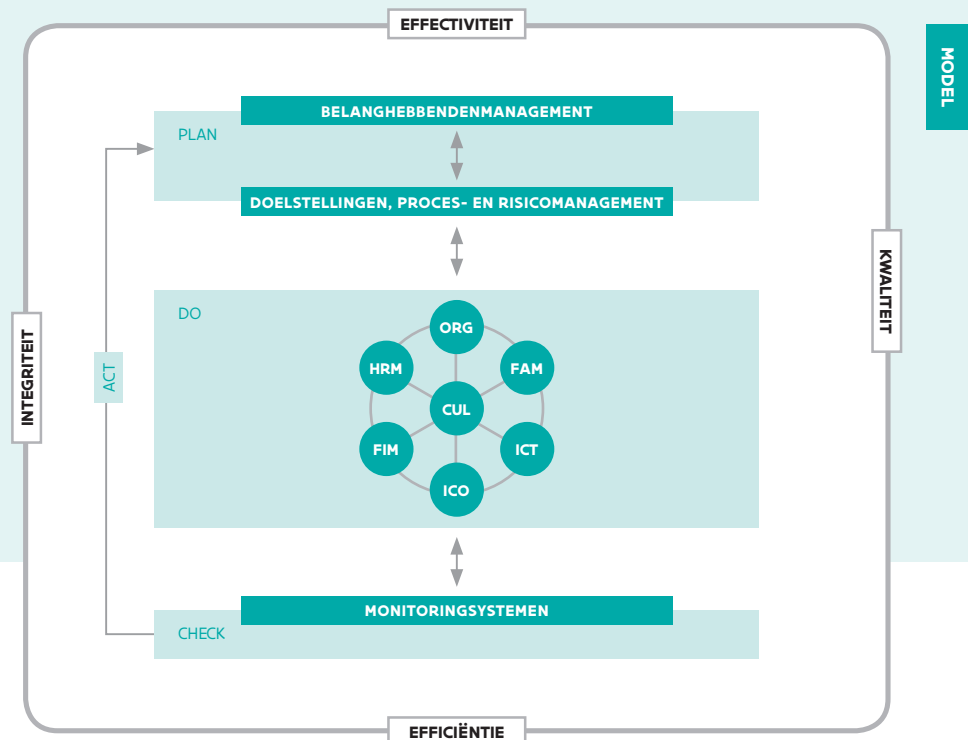 EFFECTIVITEIT
MODEL
BELANGHEBBENDENMANAGEMENT
PLAN
DOELSTELLINGEN, PROCES- EN RISICOMANAGEMENT
KWALITEIT
DO
ORG
HRM
FAM
INTEGRITEIT
ACT
CUL
FIM
ICT
ICO
MONITORINGSYSTEMEN
CHECK
EFFICIËNTIE